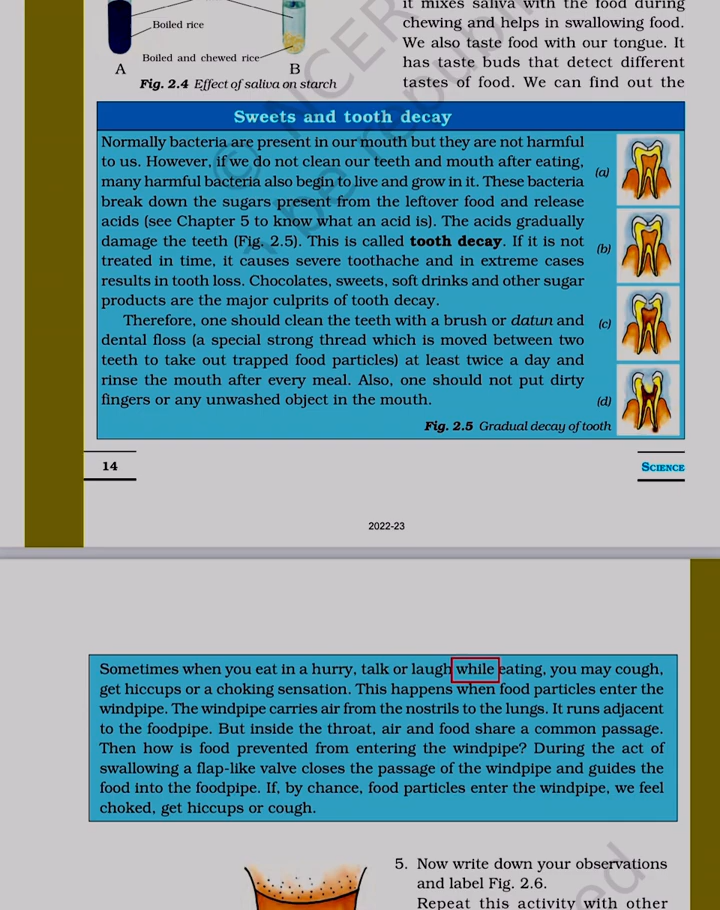 Boiled rice
Boiled and chewed rice
A
B
Fig. 2.4 Effect of saliva on starch
it mixes saliva with the food during
chewing and helps in swallowing food.
We also taste food with our tongue. It
has taste buds that detect different
tastes of food. We can find out the
Sweets and tooth decay
Normally bacteria are present in our mouth but they are not harmful
to us. However, if we do not clean our teeth and mouth after eating,
many harmful bacteria also begin to live and grow in it. These bacteria
break down the sugars present from the leftover food and release
acids (see Chapter 5 to know what an acid is). The acids gradually
damage the teeth (Fig. 2.5). This is called tooth decay. If it is not
treated in time, it causes severe toothache and in extreme cases
results in tooth loss. Chocolates, sweets, soft drinks and other sugar
products are the major culprits of tooth decay.
Therefore, one should clean the teeth with a brush or datun and
dental floss (a special strong thread which is moved between two
teeth to take out trapped food particles) at least twice a day and
rinse the mouth after every meal. Also, one should not put dirty
fingers or any unwashed object in the mouth.
(a)
(b)
(c)
(d)
Fig. 2.5 Gradual decay of tooth
14
SCIENCE
2022-23
Sometimes when you eat in a hurry, talk or laugh while eating, you may cough,
get hiccups or a choking sensation. This happens when food particles enter the
windpipe. The windpipe carries air from the nostrils to the lungs. It runs adjacent
to the foodpipe. But inside the throat, air and food share a common passage.
Then how is food prevented from entering the windpipe? During the act of
swallowing a flap-like valve closes the passage of the windpipe and guides the
food into the foodpipe. If, by chance, food particles enter the windpipe, we feel
choked, get hiccups or cough.
5. Now write down your observations
and label Fig. 2.6.
Repeat this activity with other